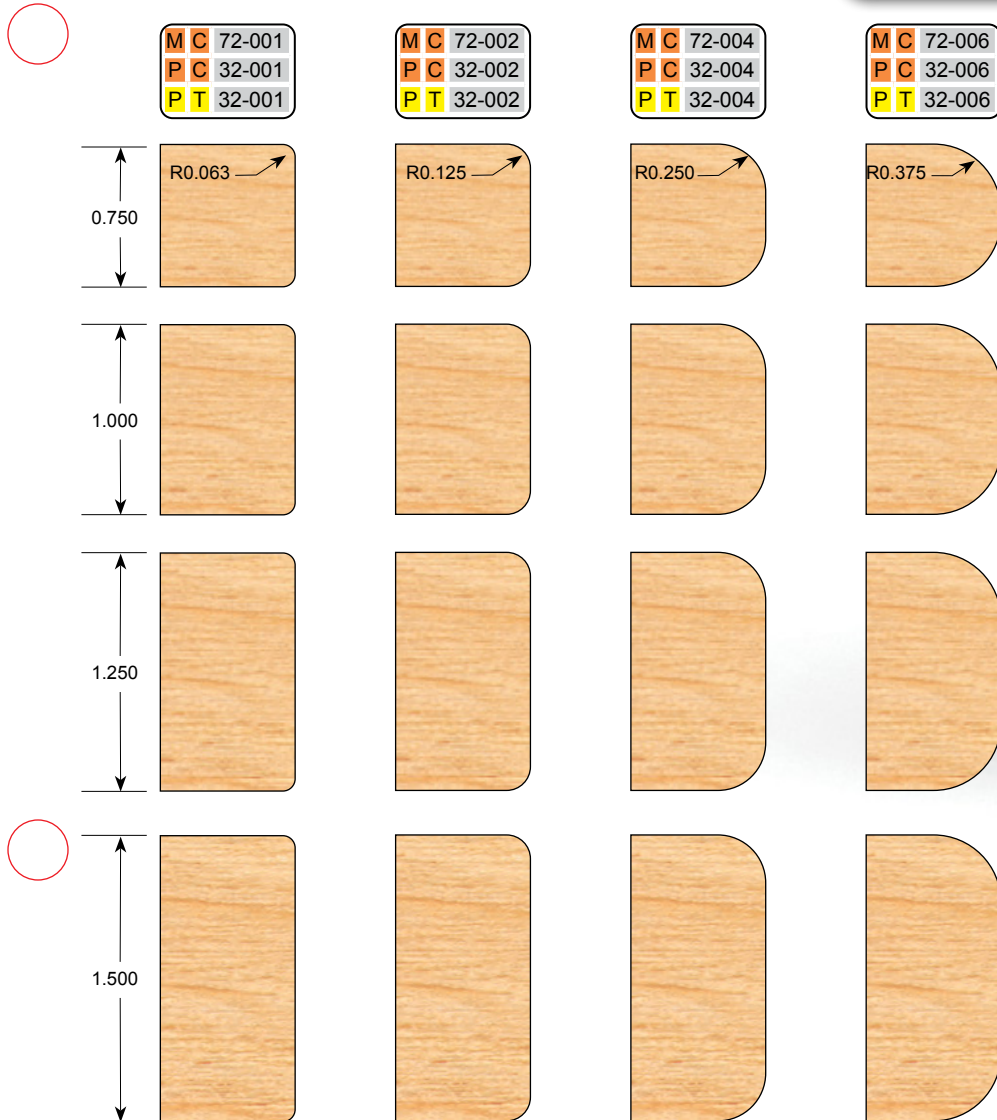 M C 72-001
P C 32-001
P T 32-001
M C 72-002
P C 32-002
P T 32-002
M C 72-004
P C 32-004
P T 32-004
M C 72-006
P C 32-006
P T 32-006
R0.063
R0.125
R0.250
R0.375
0.750
1.000
1.250
1.500